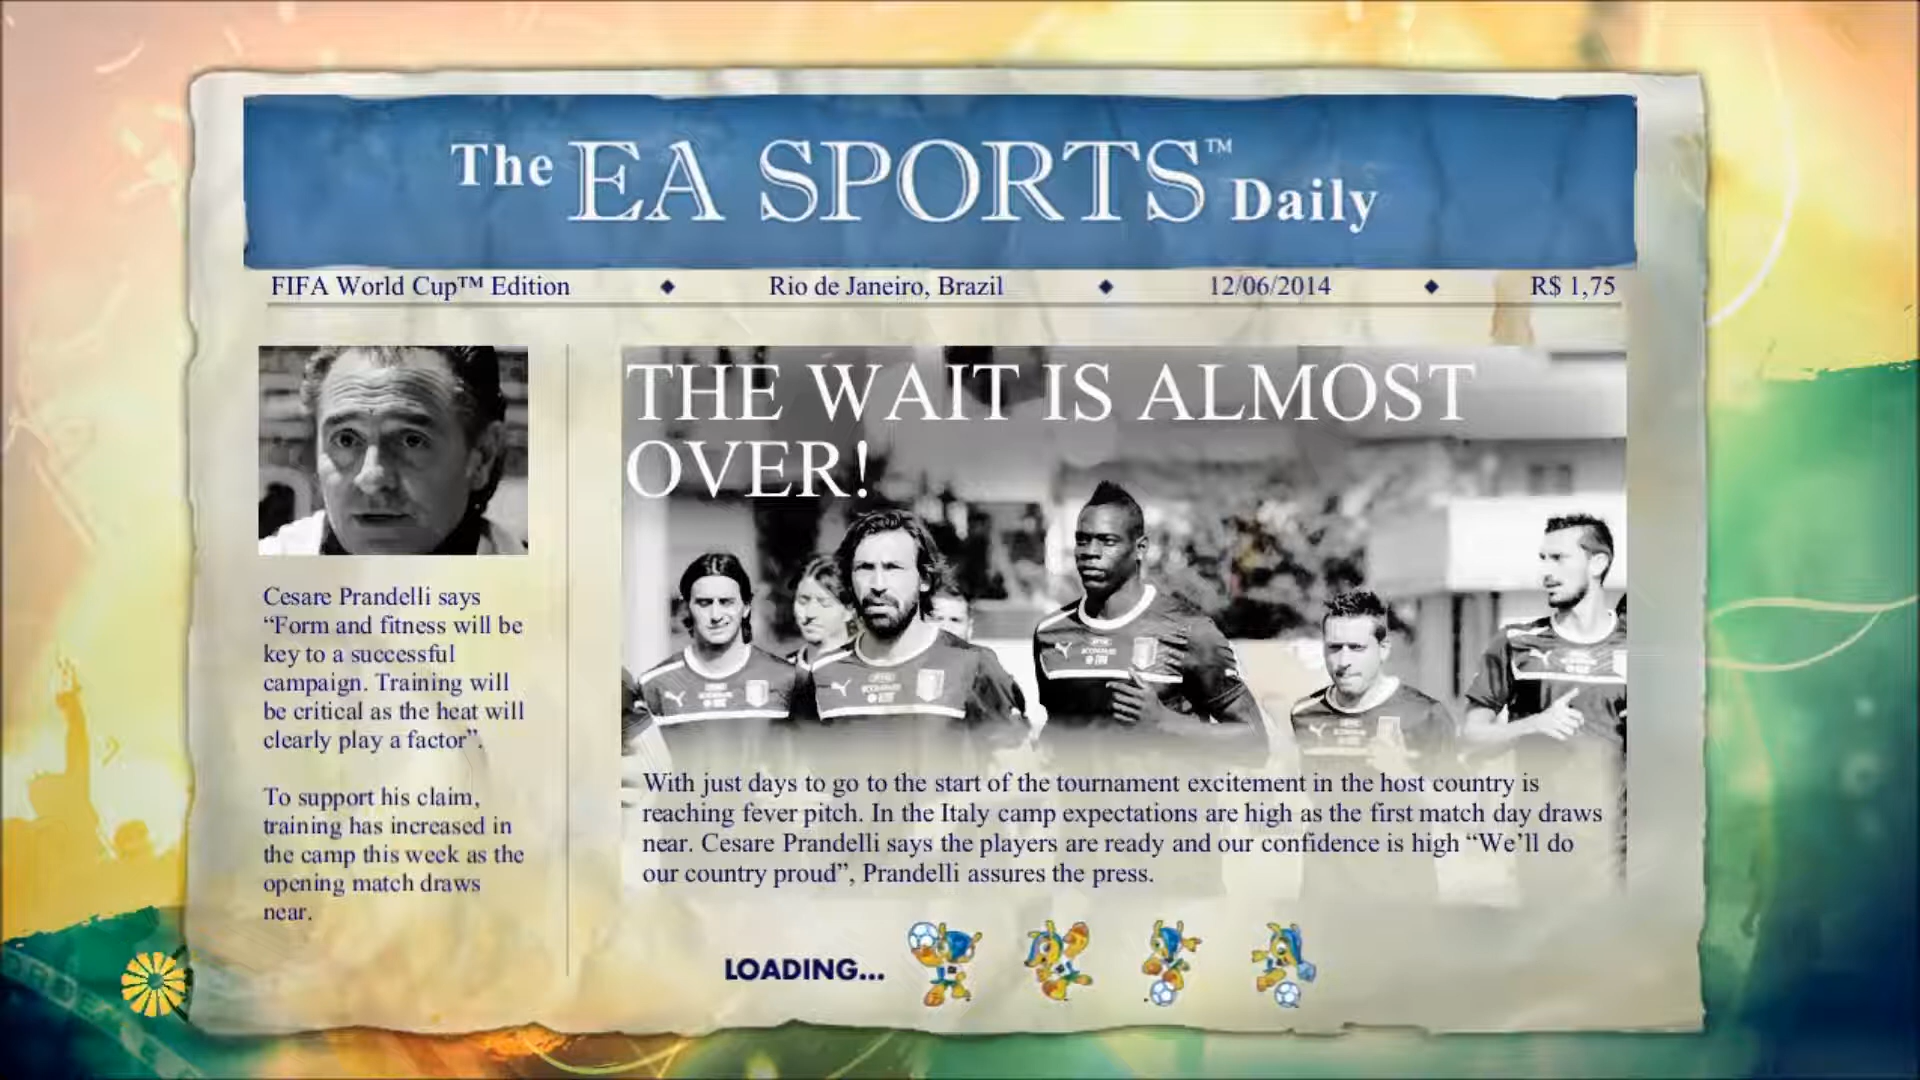 The EA SPORTS™ Daily
FIFA World Cup™ Edition ◆ Rio de Janeiro, Brazil ◆ 12/06/2014 ◆ R$ 1,75
Cesare Prandelli says
“Form and fitness will be
key to a successful
campaign. Training will
be critical as the heat will
clearly play a factor”.
To support his claim,
training has increased in
the camp this week as the
opening match draws
near.
THE WAIT IS ALMOST
OVER!
With just days to go to the start of the tournament excitement in the host country is
reaching fever pitch. In the Italy camp expectations are high as the first match day draws
near. Cesare Prandelli says the players are ready and our confidence is high “We’ll do
our country proud”, Prandelli assures the press.
LOADING...